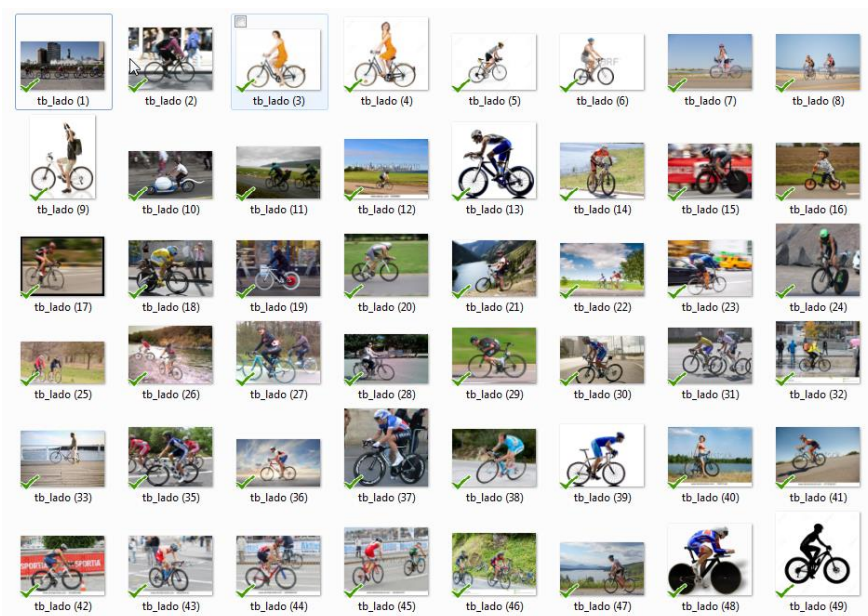 tb_lado (1) tb_lado (2) tb_lado (3) tb_lado (4) tb_lado (5) tb_lado (6) tb_lado (7) tb_lado (8)
tb_lado (9) tb_lado (10) tb_lado (11) tb_lado (12) tb_lado (13) tb_lado (14) tb_lado (15) tb_lado (16)
tb_lado (17) tb_lado (18) tb_lado (19) tb_lado (20) tb_lado (21) tb_lado (22) tb_lado (23) tb_lado (24)
tb_lado (25) tb_lado (26) tb_lado (27) tb_lado (28) tb_lado (29) tb_lado (30) tb_lado (31) tb_lado (32)
tb_lado (33) tb_lado (35) tb_lado (36) tb_lado (37) tb_lado (38) tb_lado (39) tb_lado (40) tb_lado (41)
tb_lado (42) tb_lado (43) tb_lado (44) tb_lado (45) tb_lado (46) tb_lado (47) tb_lado (48) tb_lado (49)